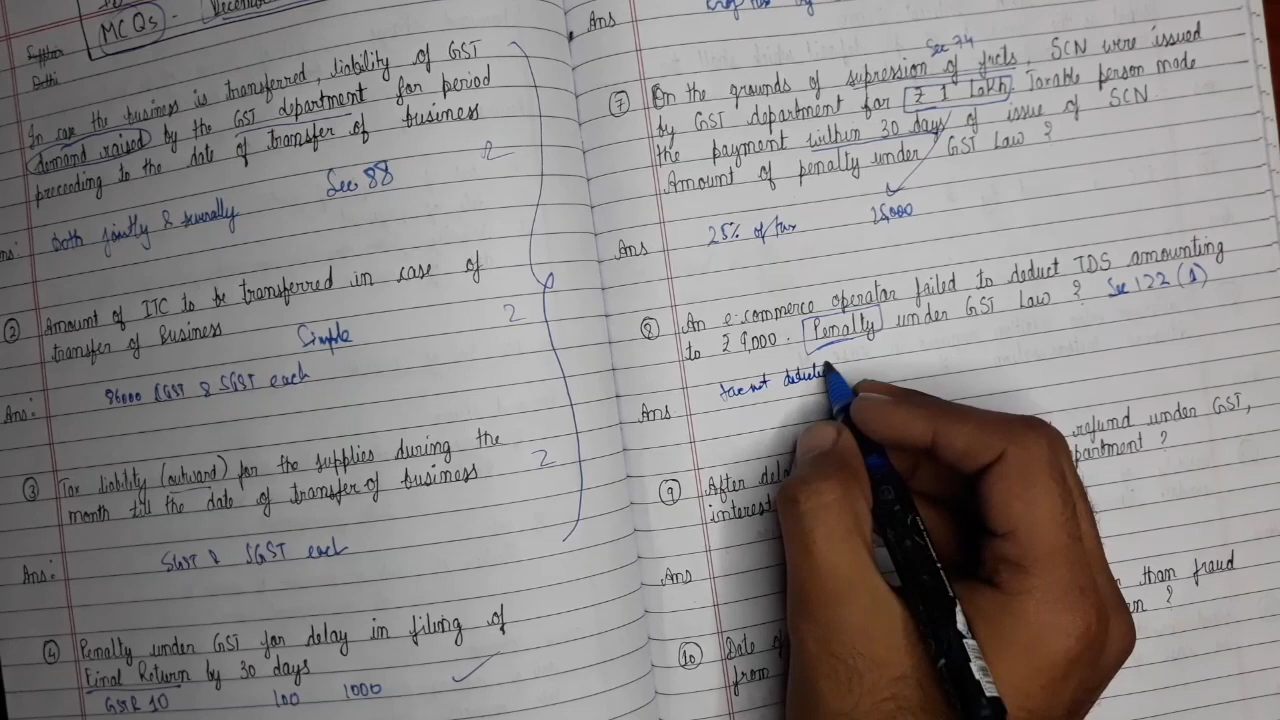 MCQs - December
In case the business is transferred, liability of GST
demand raised by the GST department for period
preceeding to the date of transfer of business
2
Sec 88
Ans: both jointly & severally
② Amount of ITC to be transferred in case of
transfer of Business
Simple
2
Ans: 96000 CGST & SGST each
③ Tax liability (outward) for the supplies during the
month till the date of transfer of business
2
Ans: SGST & SGST each
④ Penalty under GST for delay in filing of
Final Return by 30 days
GSTR 10 100 1000
Ans
Sec 74
⑦ On the grounds of supression of facts, SCN were issued
by GST department for ₹ 1 lakh. Taxable person made
the payment within 30 days of issue of SCN
Amount of penalty under GST Law ?
Ans 25% of tax 25000
⑧ An e-commerce operator failed to deduct TDS amounting
to ₹ 9,000. Penalty under GST Law ? Sec 122 (1)
Ans tax not deducte
⑨ After refund under GST,
interest
Ans
⑩ Date than fraud
from